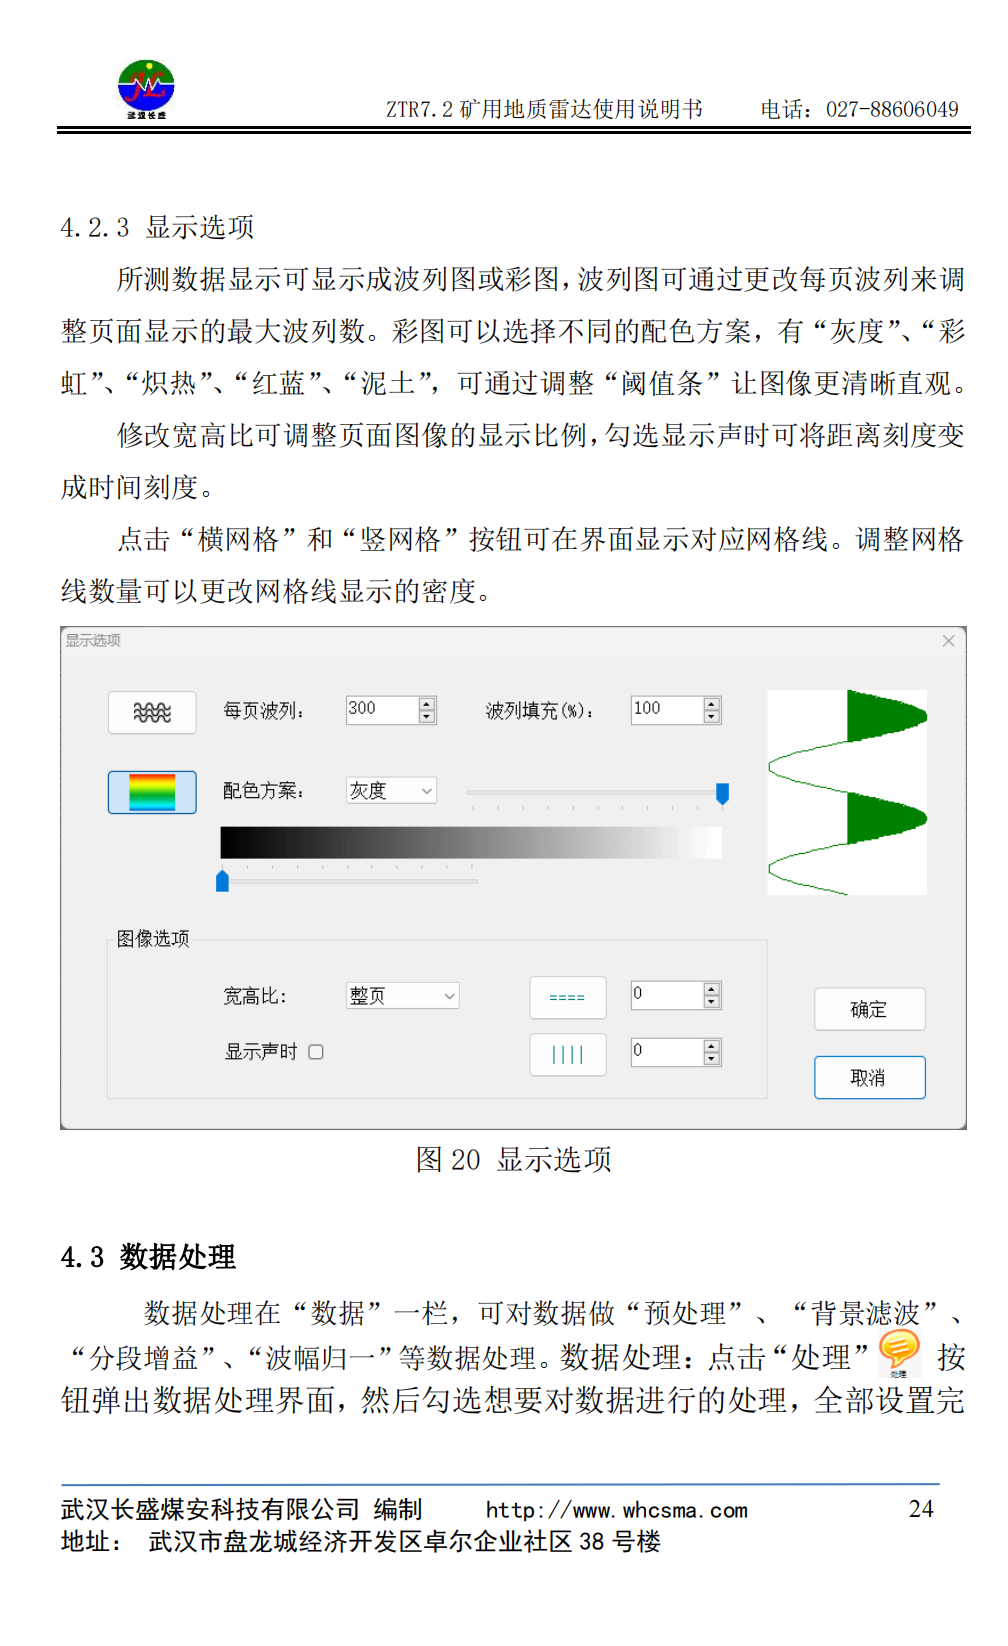 武汉长盛
ZTR7.2 矿用地质雷达使用说明书 电话：027-88606049
4.2.3 显示选项
所测数据显示可显示成波列图或彩图，波列图可通过更改每页波列来调
整页面显示的最大波列数。彩图可以选择不同的配色方案，有“灰度”、“彩
虹”、“炽热”、“红蓝”、“泥土”，可通过调整“阈值条”让图像更清晰直观。
修改宽高比可调整页面图像的显示比例，勾选显示声时可将距离刻度变
成时间刻度。
点击“横网格”和“竖网格”按钮可在界面显示对应网格线。调整网格
线数量可以更改网格线显示的密度。
显示选项
每页波列： 300 波列填充(%)： 100
配色方案： 灰度
图像选项
宽高比： 整页 0
确定
显示声时 0
取消
图 20 显示选项
4.3 数据处理
数据处理在“数据”一栏，可对数据做“预处理”、“背景滤波”、
“分段增益”、“波幅归一”等数据处理。数据处理：点击“处理” 处理 按
钮弹出数据处理界面，然后勾选想要对数据进行的处理，全部设置完
武汉长盛煤安科技有限公司 编制 http://www.whcsma.com 24
地址： 武汉市盘龙城经济开发区卓尔企业社区 38 号楼